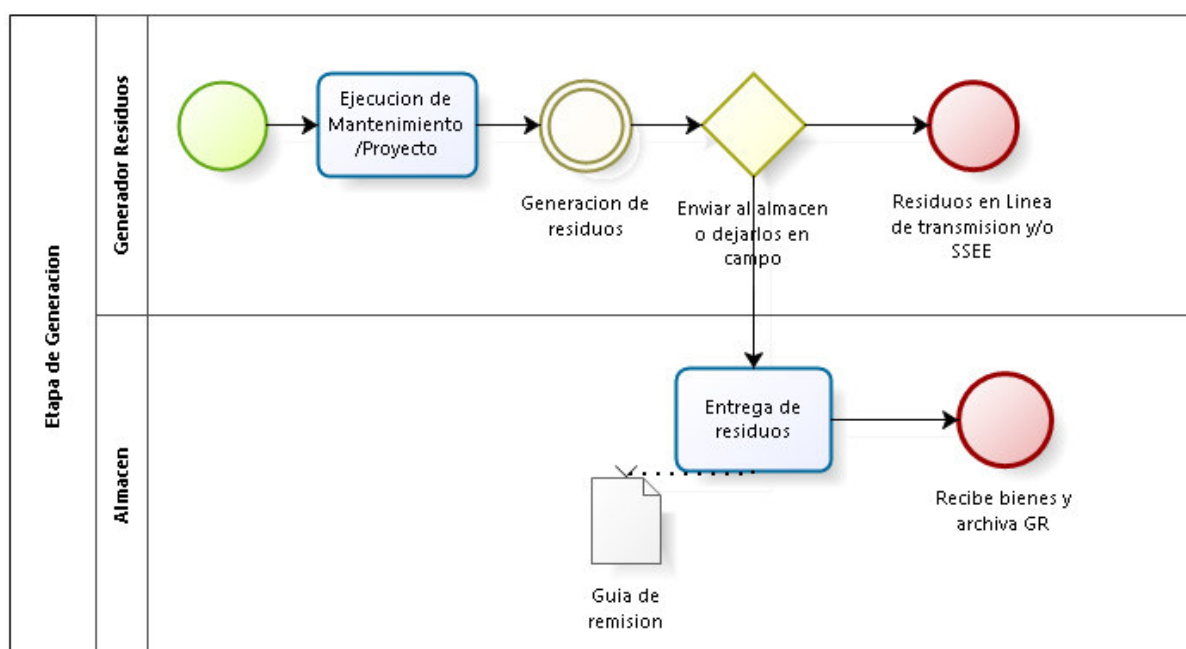 Etapa de Generacion
Generador Residuos
Ejecucion de
Mantenimiento
/Proyecto
Generacion de
residuos
Enviar al almacen
o dejarlos en
campo
Residuos en Linea
de transmision y/o
SSEE
Almacen
Entrega de
residuos
Recibe bienes y
archiva GR
Guia de
remision